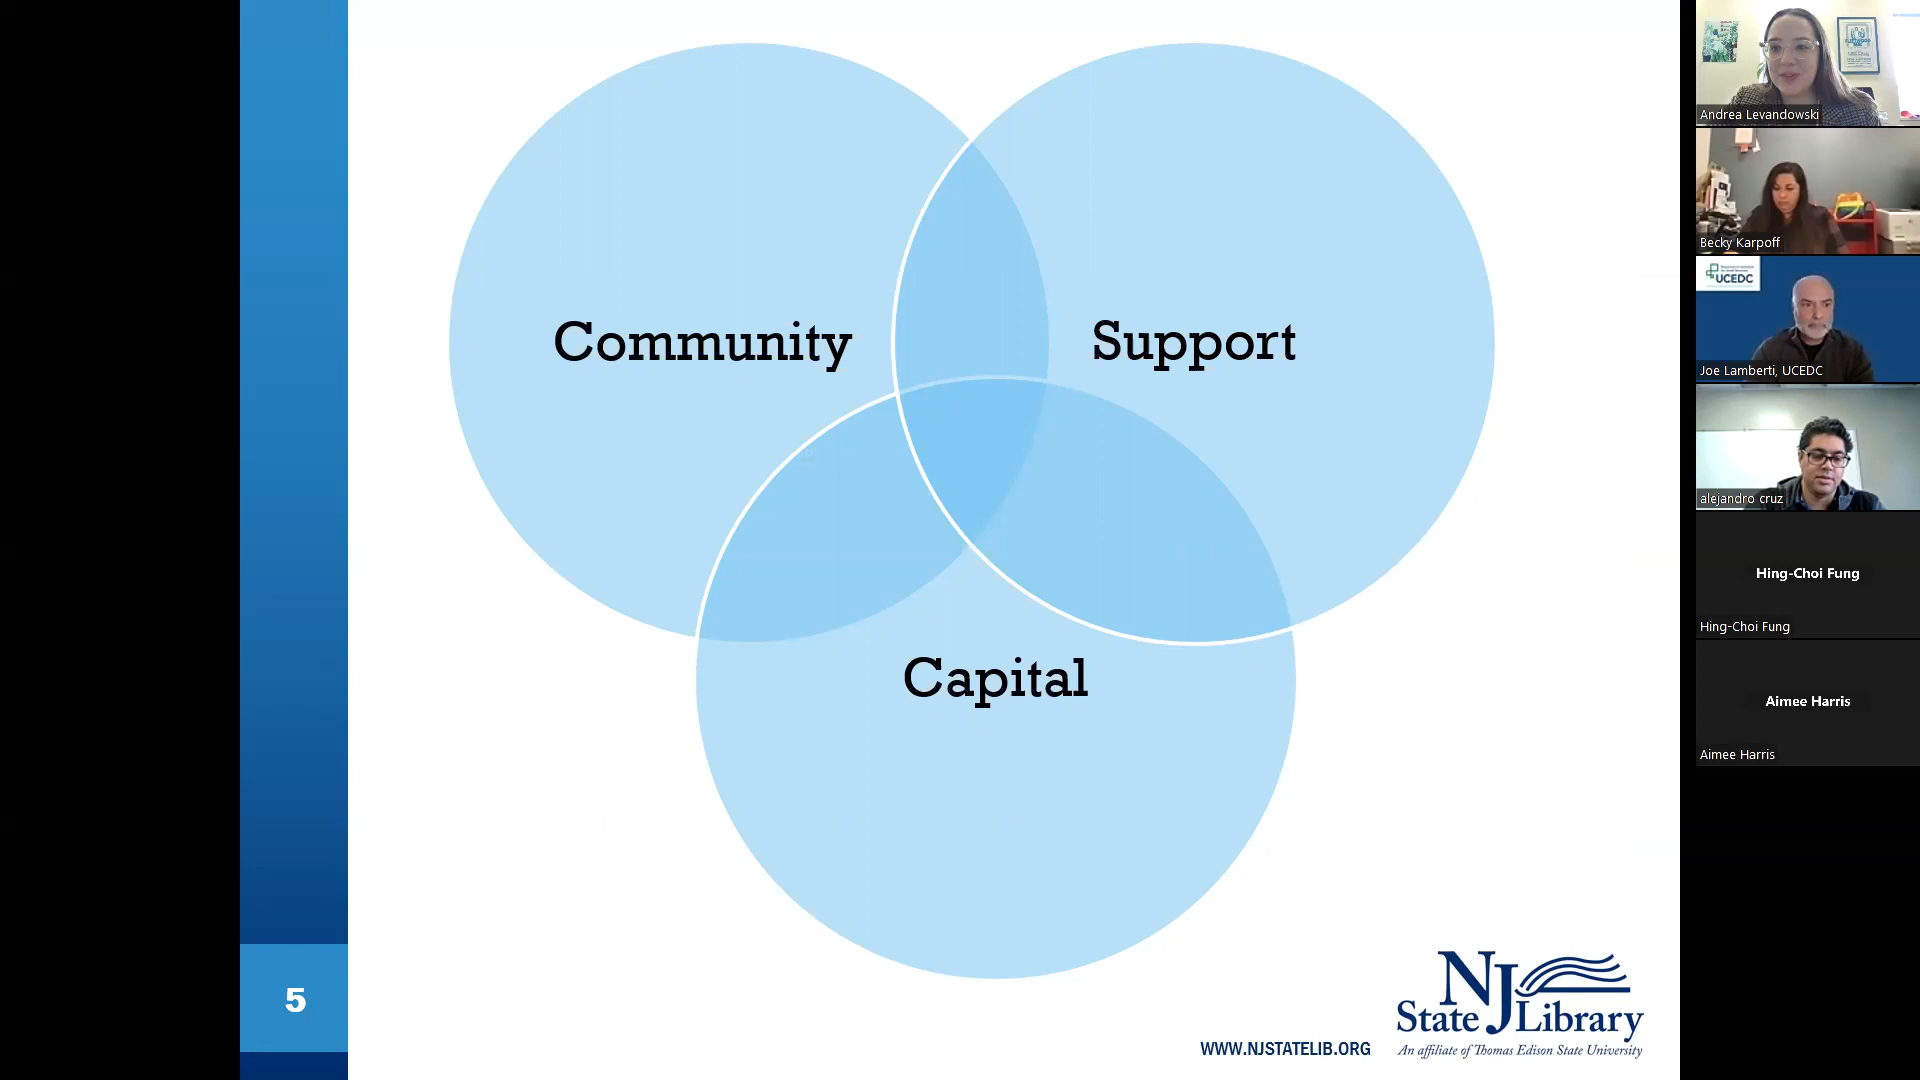 Community
Support
Capital
5
WWW.NJSTATELIB.ORG
NJ
State Library
An affiliate of Thomas Edison State University
Andrea Levandowski
Becky Karpoff
UCEDC
Joe Lamberti, UCEDC
alejandro cruz
Hing-Choi Fung
Hing-Choi Fung
Aimee Harris
Aimee Harris